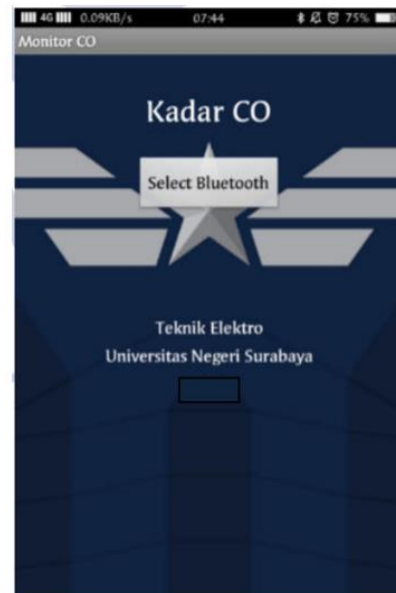 4G 0.09KB/s 07:44 75%
Monitor CO
Kadar CO
Select Bluetooth
Teknik Elektro
Universitas Negeri Surabaya